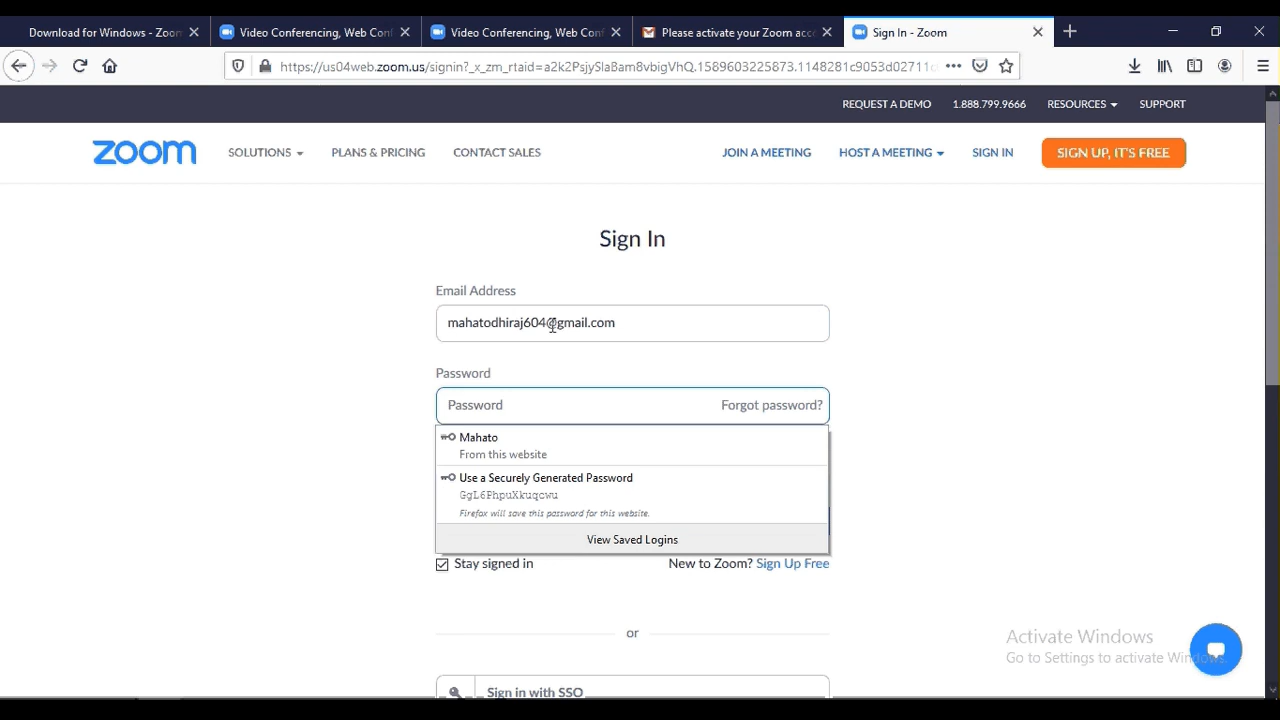 Download for Windows - Zoom
Video Conferencing, Web Conf
Video Conferencing, Web Conf
Please activate your Zoom acc
Sign In - Zoom
https://us04web.zoom.us/signin?_x_zm_rtaid=a2k2PsjySlaBam8vbigVhQ.1589603225873.1148281c9053d02711
REQUEST A DEMO 1.888.799.9666 RESOURCES SUPPORT
zoom SOLUTIONS PLANS & PRICING CONTACT SALES JOIN A MEETING HOST A MEETING SIGN IN SIGN UP, IT'S FREE
Sign In
Email Address
mahatodhiraj604@gmail.com
Password
Password Forgot password?
Mahato
From this website
Use a Securely Generated Password
GgL6PhpuXkuqcwu
Firefox will save this password for this website.
View Saved Logins
Stay signed in New to Zoom? Sign Up Free
or
Activate Windows
Go to Settings to activate Windows.
Sign in with SSO